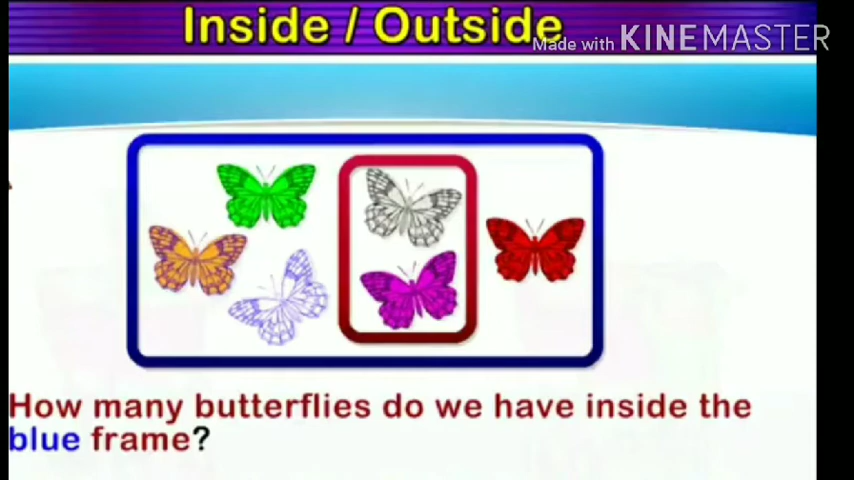 Inside / Outside
Made with KINEMASTER
How many butterflies do we have inside the
blue frame?